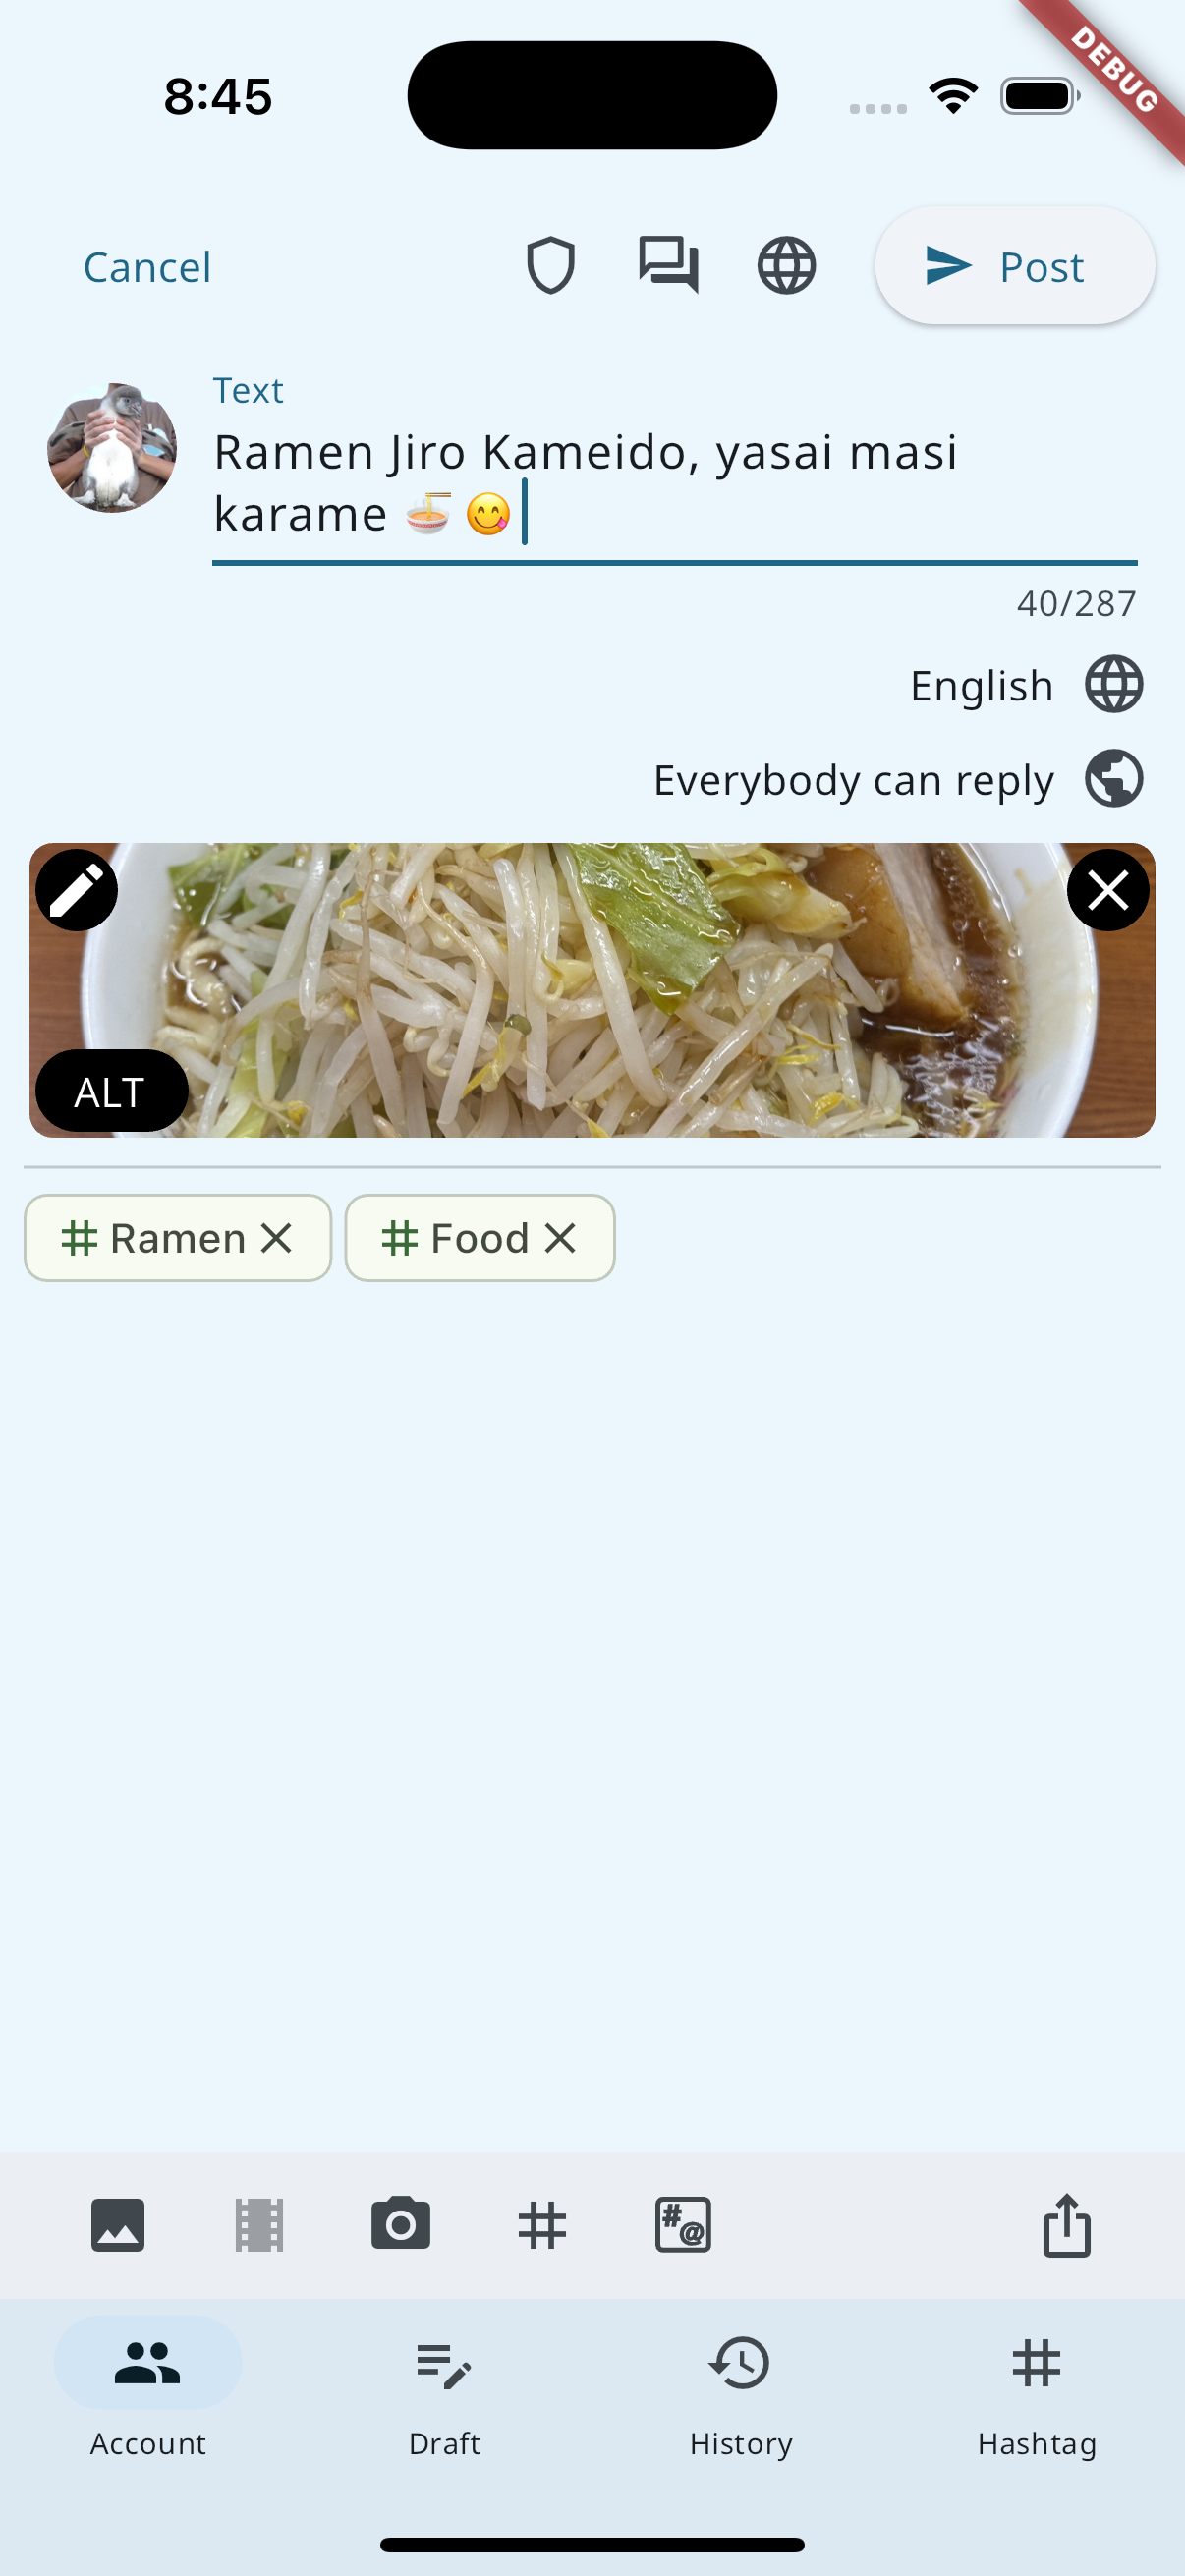 8:45
DEBUG
Cancel
Post
Text
Ramen Jiro Kameido, yasai masi
karame 🍜 😋
40/287
English
Everybody can reply
ALT
# Ramen
# Food
#@
Account
Draft
History
Hashtag